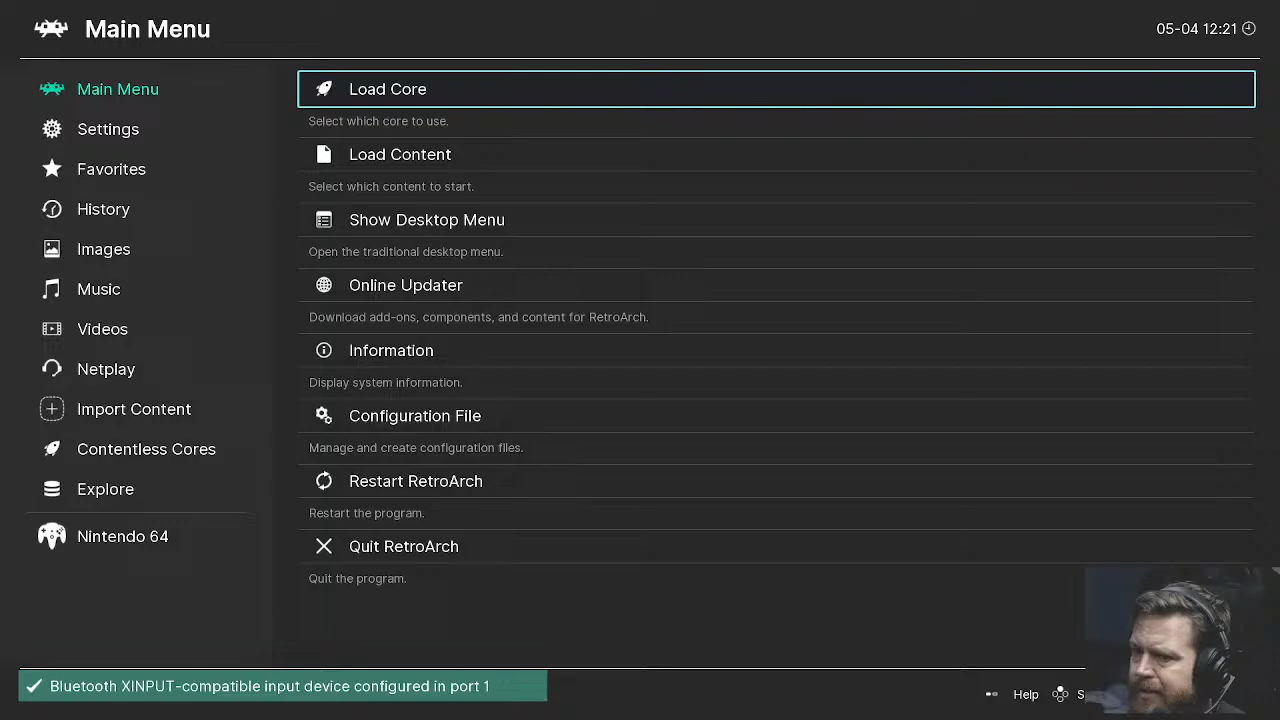 Main Menu
05-04 12:21
Main Menu
Settings
Favorites
History
Images
Music
Videos
Netplay
Import Content
Contentless Cores
Explore
Nintendo 64
Load Core
Select which core to use.
Load Content
Select which content to start.
Show Desktop Menu
Open the traditional desktop menu.
Online Updater
Download add-ons, components, and content for RetroArch.
Information
Display system information.
Configuration File
Manage and create configuration files.
Restart RetroArch
Restart the program.
Quit RetroArch
Quit the program.
Bluetooth XINPUT-compatible input device configured in port 1
Help